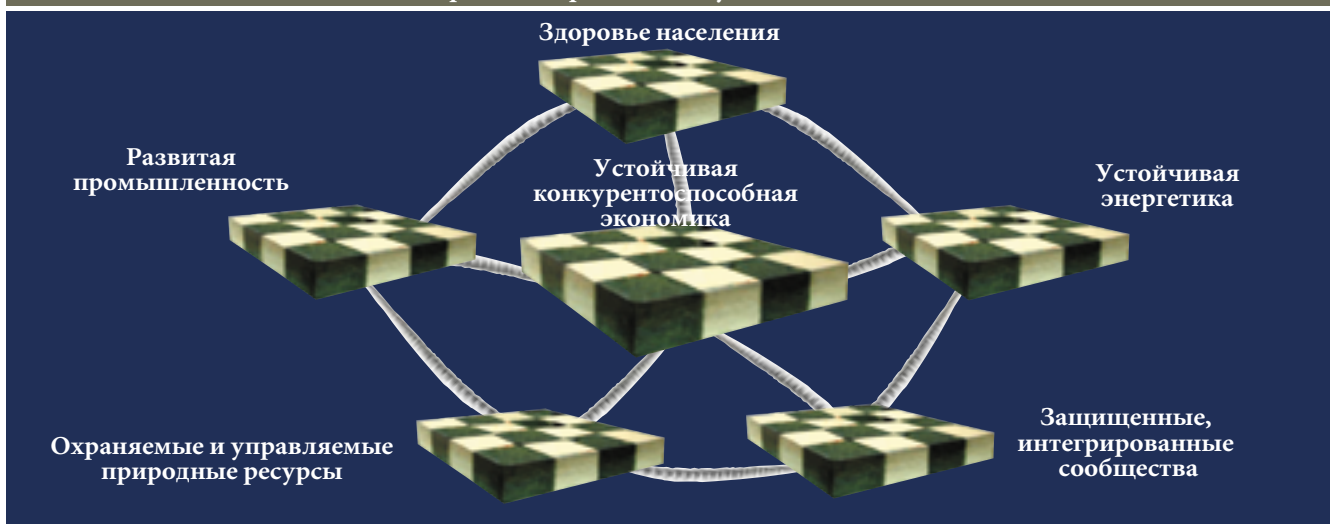 Здоровье населения
Развитая
промышленность
Устойчивая
конкурентоспособная
экономика
Устойчивая
энергетика
Охраняемые и управляемые
природные ресурсы
Защищенные,
интегрированные
сообщества